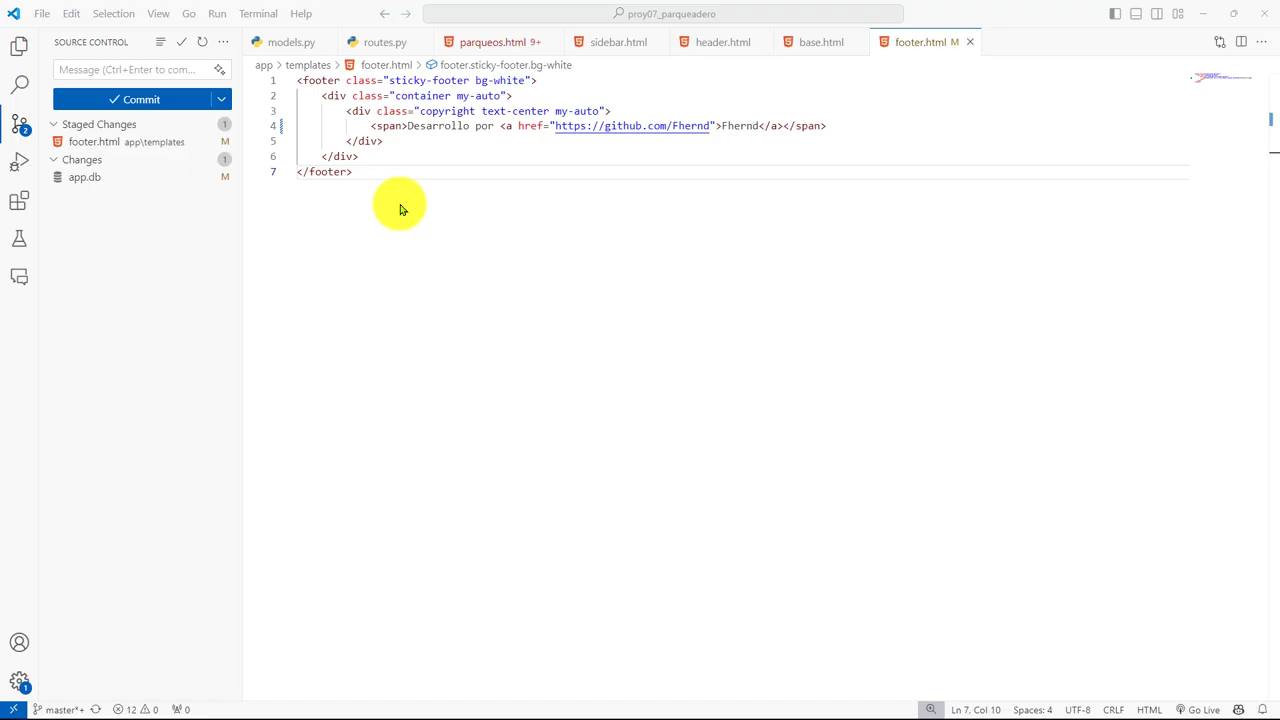 File Edit Selection View Go Run Terminal Help
proy07_parqueadero
SOURCE CONTROL
models.py
routes.py
parqueos.html 9+
sidebar.html
header.html
base.html
footer.html M
app > templates > footer.html > footer.sticky-footer.bg-white
Message (Ctrl+Enter to com...
Commit
Staged Changes 1
footer.html app\templates M
Changes 1
app.db M
1 <footer class="sticky-footer bg-white">
2 <div class="container my-auto">
3 <div class="copyright text-center my-auto">
4 <span>Desarrollo por <a href="https://github.com/Fhernd">Fhernd</a></span>
5 </div>
6 </div>
7 </footer>
2
1
master*+ 12 0 0
Ln 7, Col 10 Spaces: 4 UTF-8 CRLF HTML Go Live